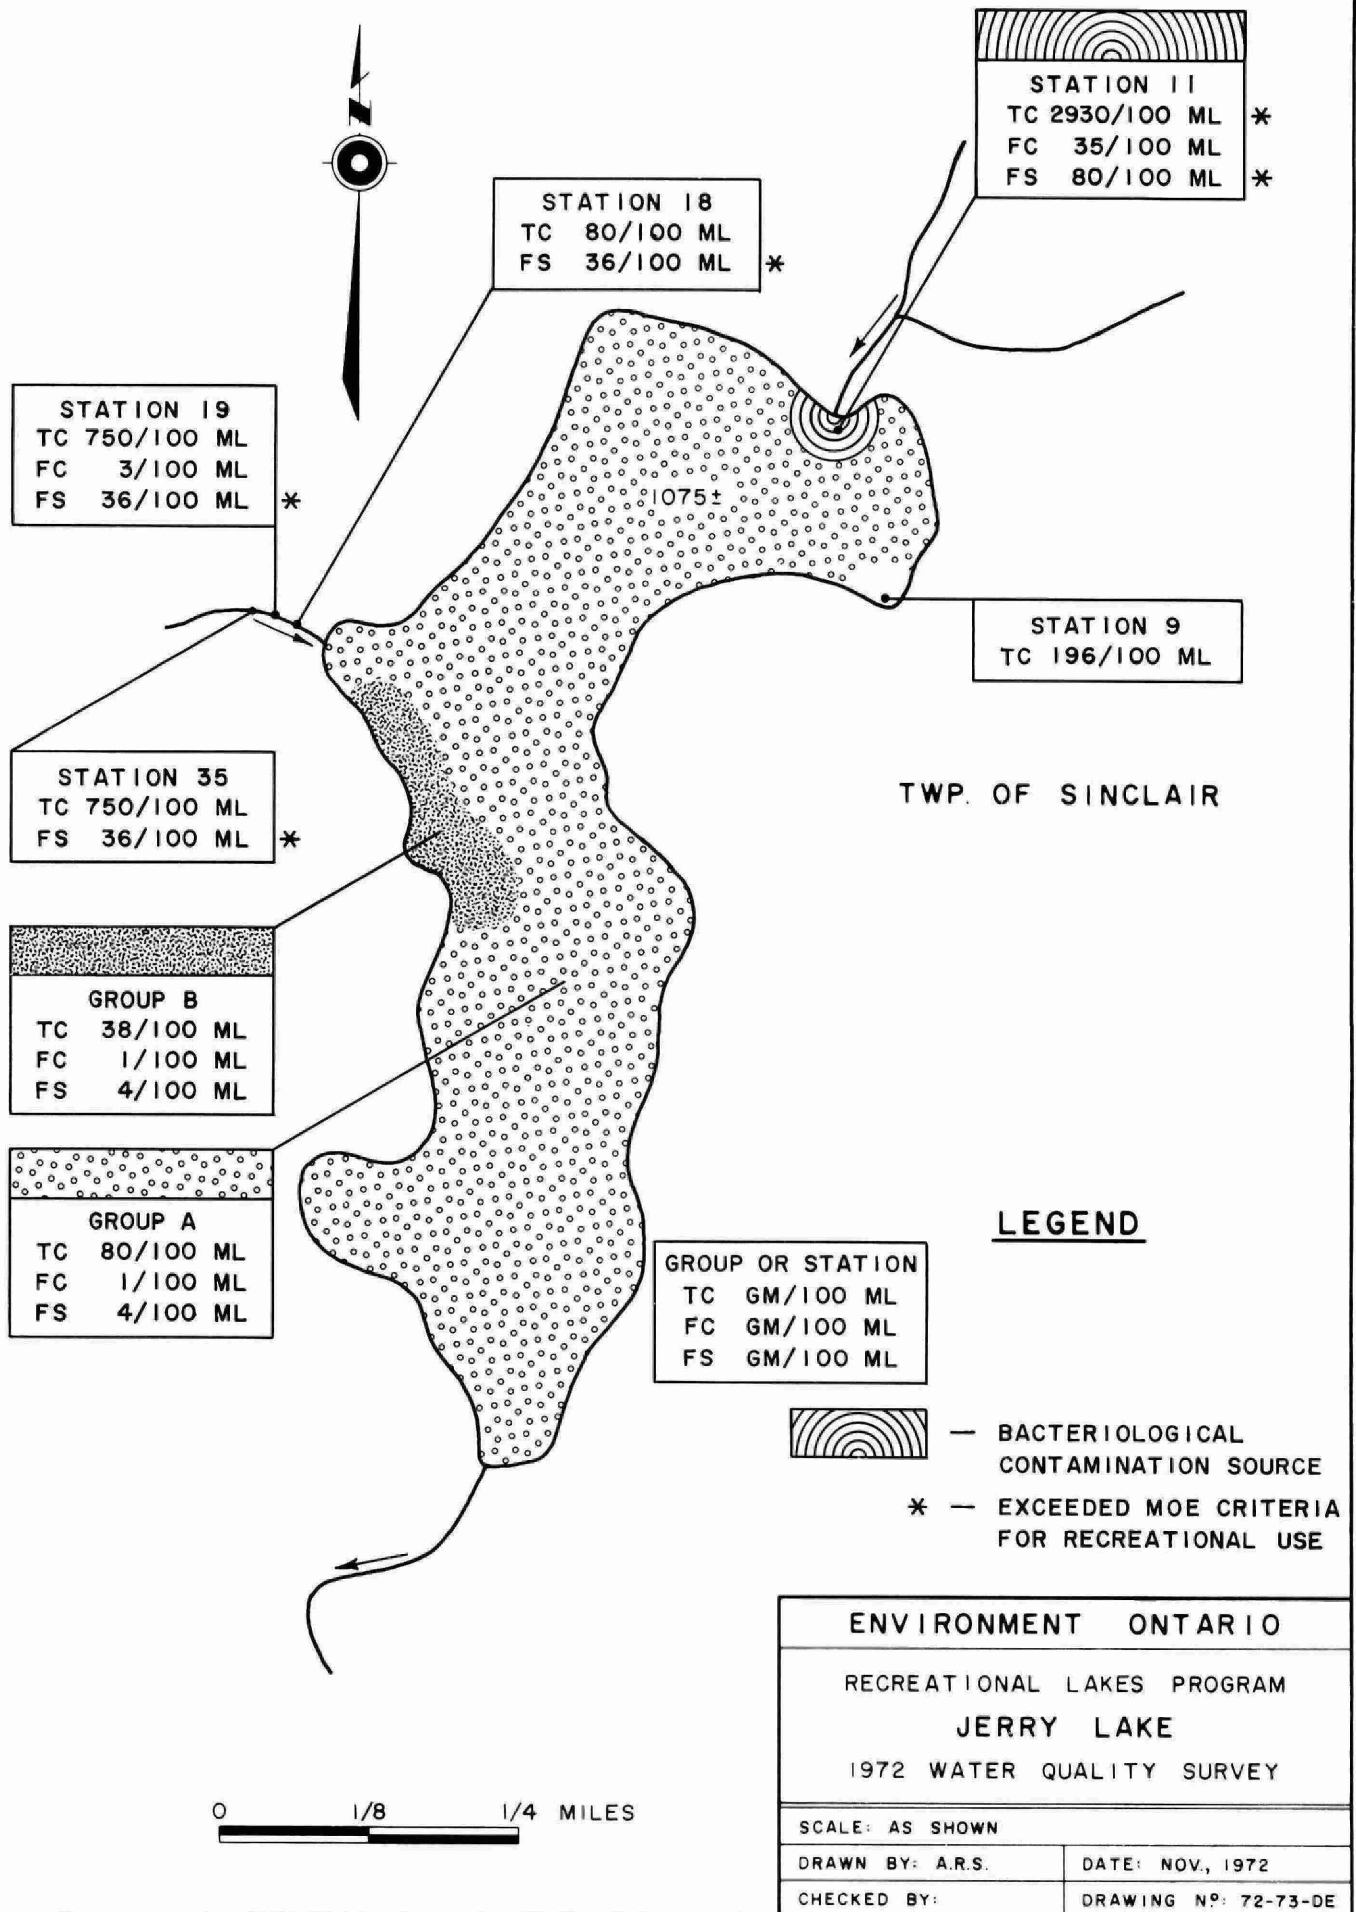 N
STATION 11
TC 2930/100 ML *
FC 35/100 ML
FS 80/100 ML *
STATION 18
TC 80/100 ML
FS 36/100 ML *
STATION 19
TC 750/100 ML
FC 3/100 ML
FS 36/100 ML *
1075±
STATION 9
TC 196/100 ML
TWP. OF SINCLAIR
STATION 35
TC 750/100 ML
FS 36/100 ML *
GROUP B
TC 38/100 ML
FC 1/100 ML
FS 4/100 ML
GROUP A
TC 80/100 ML
FC 1/100 ML
FS 4/100 ML
LEGEND
GROUP OR STATION
TC GM/100 ML
FC GM/100 ML
FS GM/100 ML
— BACTERIOLOGICAL
CONTAMINATION SOURCE
* — EXCEEDED MOE CRITERIA
FOR RECREATIONAL USE
ENVIRONMENT ONTARIO
RECREATIONAL LAKES PROGRAM
JERRY LAKE
1972 WATER QUALITY SURVEY
0 1/8 1/4 MILES
SCALE: AS SHOWN
DRAWN BY: A.R.S.
DATE: NOV., 1972
CHECKED BY:
DRAWING Nº: 72-73-DE